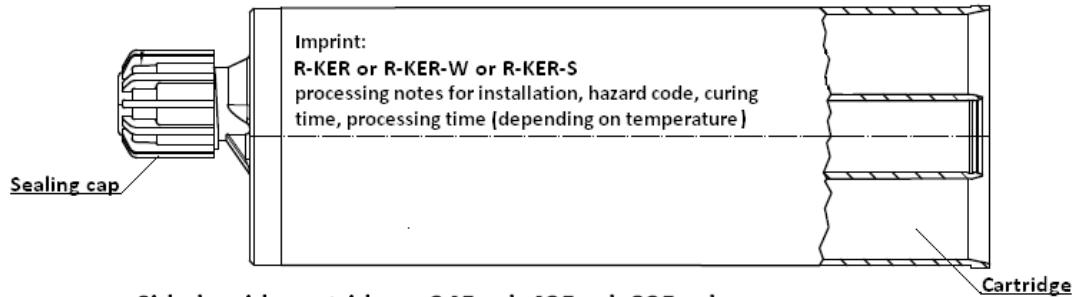 Imprint:
R-KER or R-KER-W or R-KER-S
processing notes for installation, hazard code, curing
time, processing time (depending on temperature)
Sealing cap
Cartridge